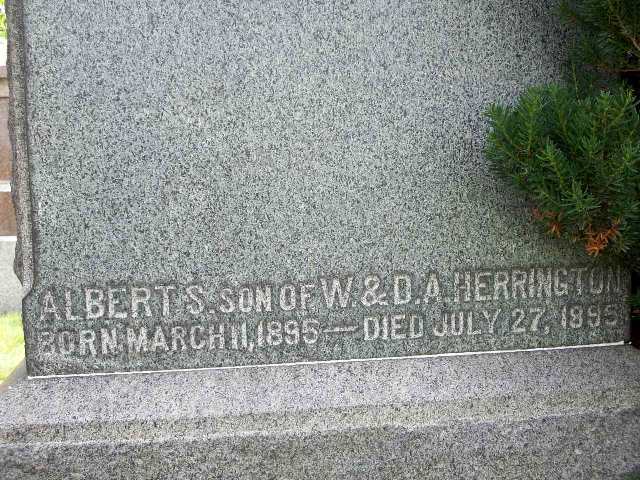 ALBERT S. SON OF W. & D. A. HERRINGTON
BORN MARCH 11, 1895 — DIED JULY, 27, 1895